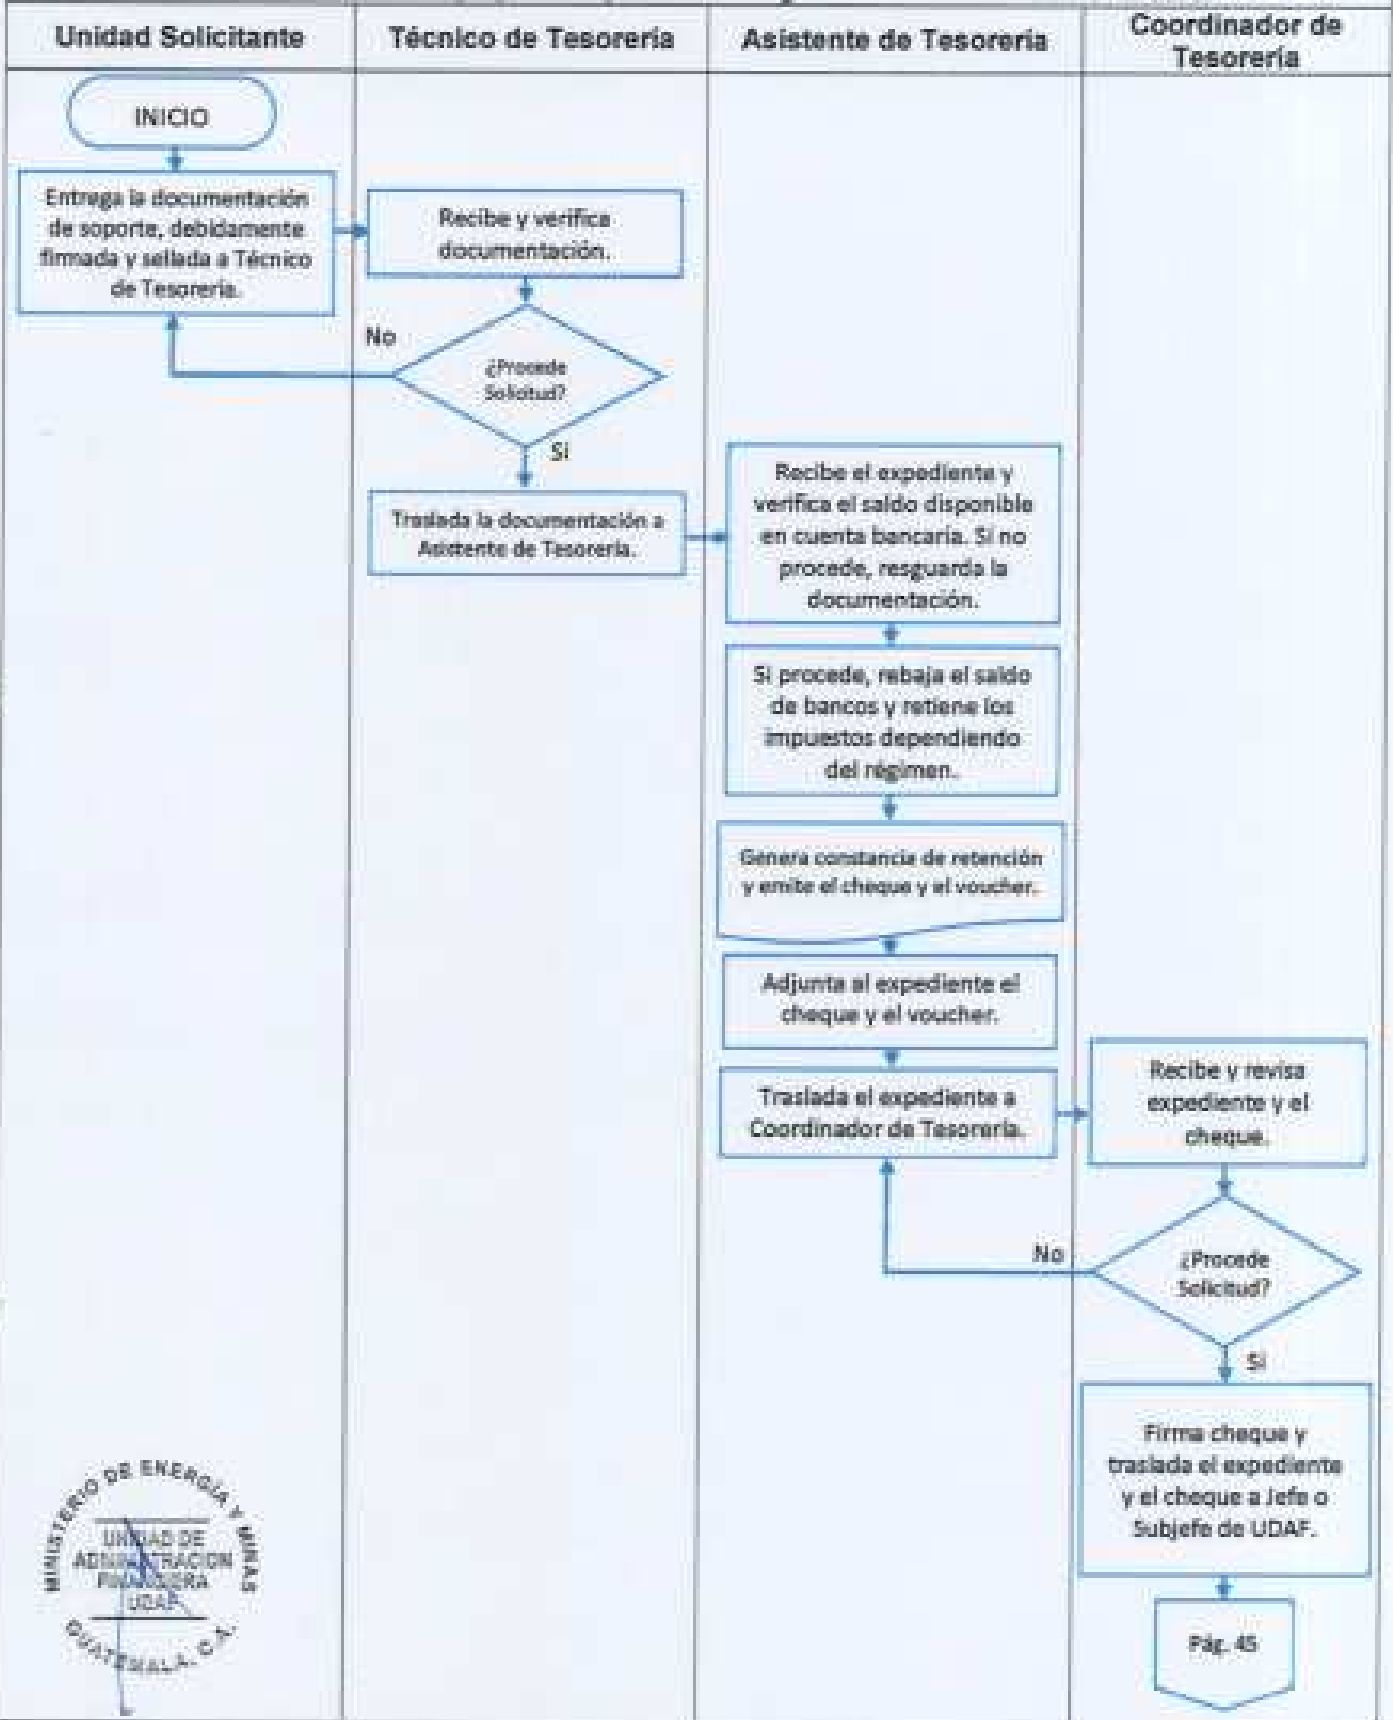 Unidad Solicitante
Técnico de Tesorería
Asistente de Tesorería
Coordinador de
Tesorería
INICIO
Entrega la documentación
de soporte, debidamente
firmada y sellada a Técnico
de Tesorería.
Recibe y verifica
documentación.
No
¿Procede
Solicitud?
Si
Traslada la documentación a
Asistente de Tesorería.
Recibe el expediente y
verifica el saldo disponible
en cuenta bancaria. Si no
procede, resguarda la
documentación.
Si procede, rebaja el saldo
de bancos y retiene los
impuestos dependiendo
del régimen.
Genera constancia de retención
y emite el cheque y el voucher.
Adjunta al expediente el
cheque y el voucher.
Traslada el expediente a
Coordinador de Tesorería.
Recibe y revisa
expediente y el
cheque.
No
¿Procede
Solicitud?
Si
Firma cheque y
traslada el expediente
y el cheque a Jefe o
Subjefe de UDAF.
Pág. 45
MINISTERIO DE ENERGÍA Y MINAS
UNIDAD DE
ADMINISTRACION
FINANCIERA
UDAF
GUATEMALA, C.A.